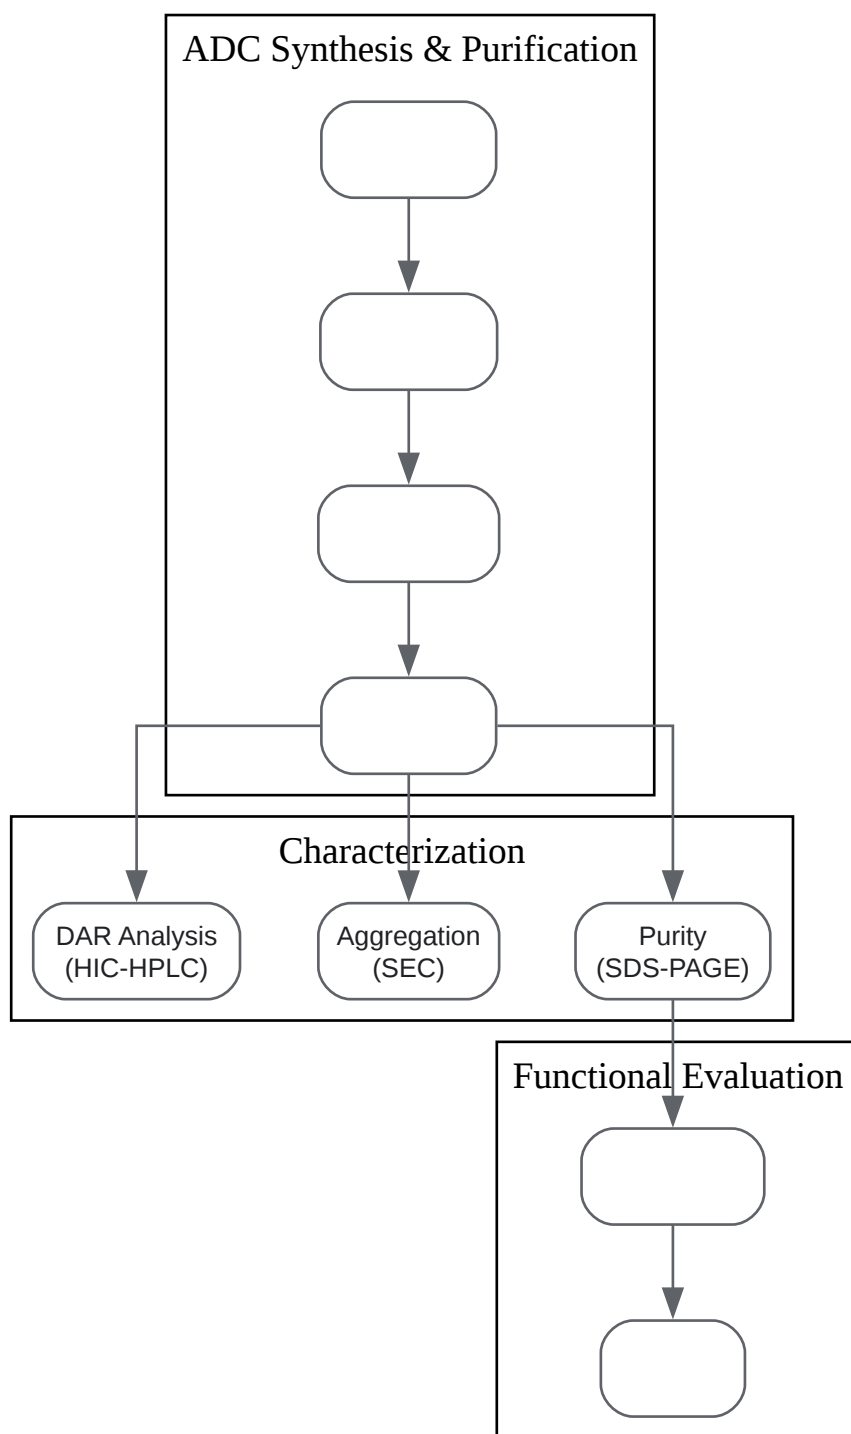 ADC Synthesis & Purification
Characterization
DAR Analysis
(HIC-HPLC)
Aggregation
(SEC)
Purity
(SDS-PAGE)
Functional Evaluation